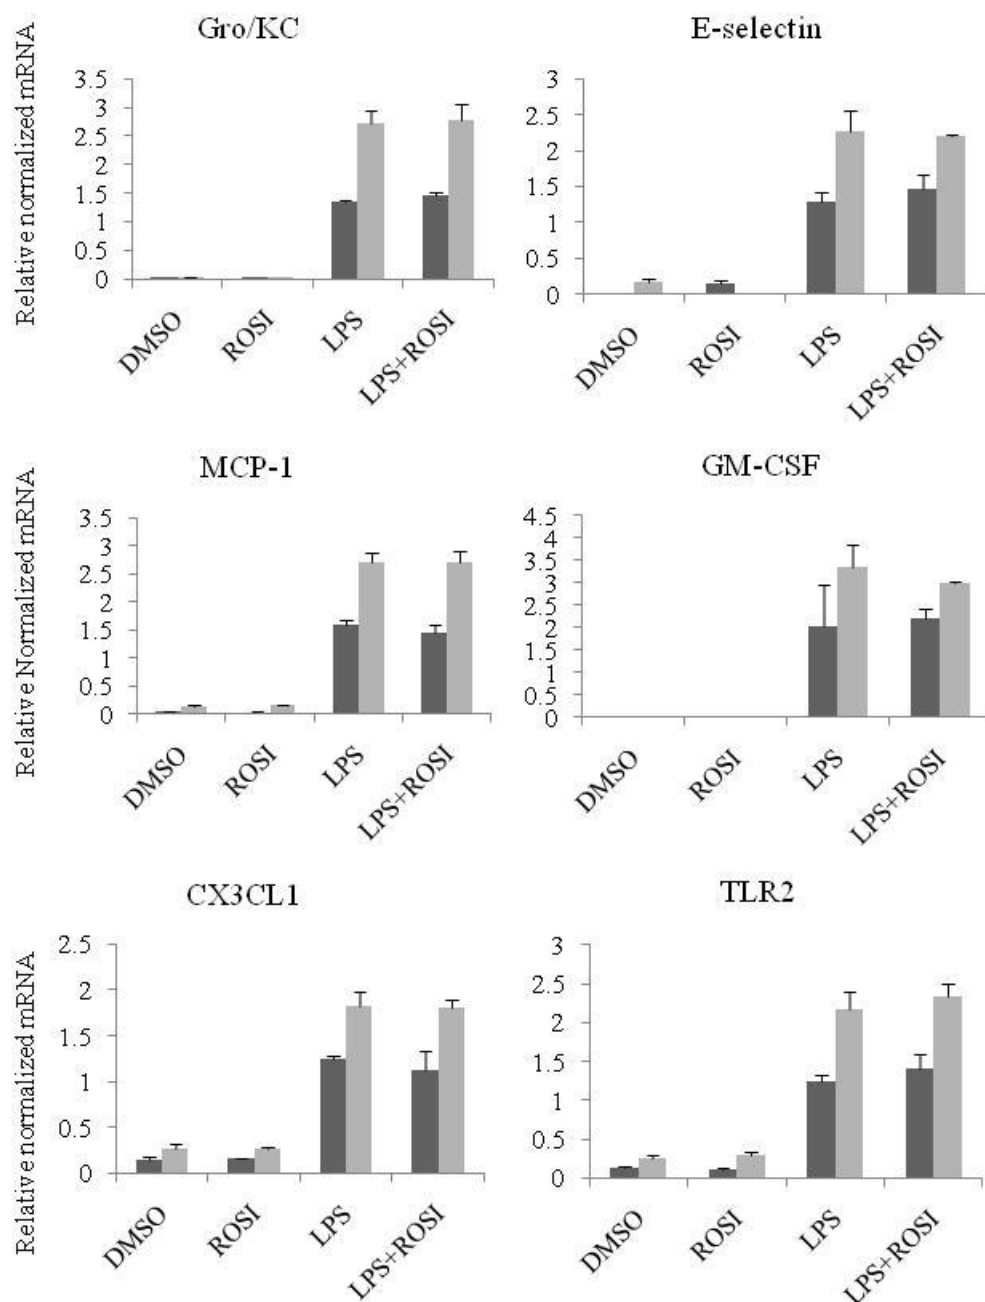 Gro/KC
Relative normalized mRNA
3.5
3
2.5
2
1.5
1
0.5
0
DMSO
ROSI
LPS
LPS+ROSI
E-selectin
3
2.5
2
1.5
1
0.5
0
DMSO
ROSI
LPS
LPS+ROSI
MCP-1
Relative Normalized mRNA
3.5
3
2.5
2
1.5
1
0.5
0
DMSO
ROSI
LPS
LPS+ROSI
GM-CSF
4.5
4
3.5
3
2.5
2
1.5
1
0.5
0
DMSO
ROSI
LPS
LPS+ROSI
CX3CL1
Relative normalized mRNA
2.5
2
1.5
1
0.5
0
DMSO
ROSI
LPS
LPS+ROSI
TLR2
3
2.5
2
1.5
1
0.5
0
DMSO
ROSI
LPS
LPS+ROSI